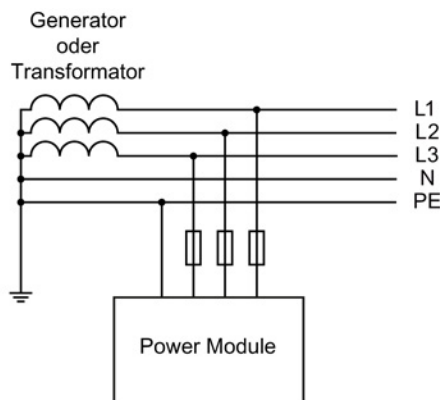 Generator
oder
Transformator
L1
L2
L3
N
PE
Power Module